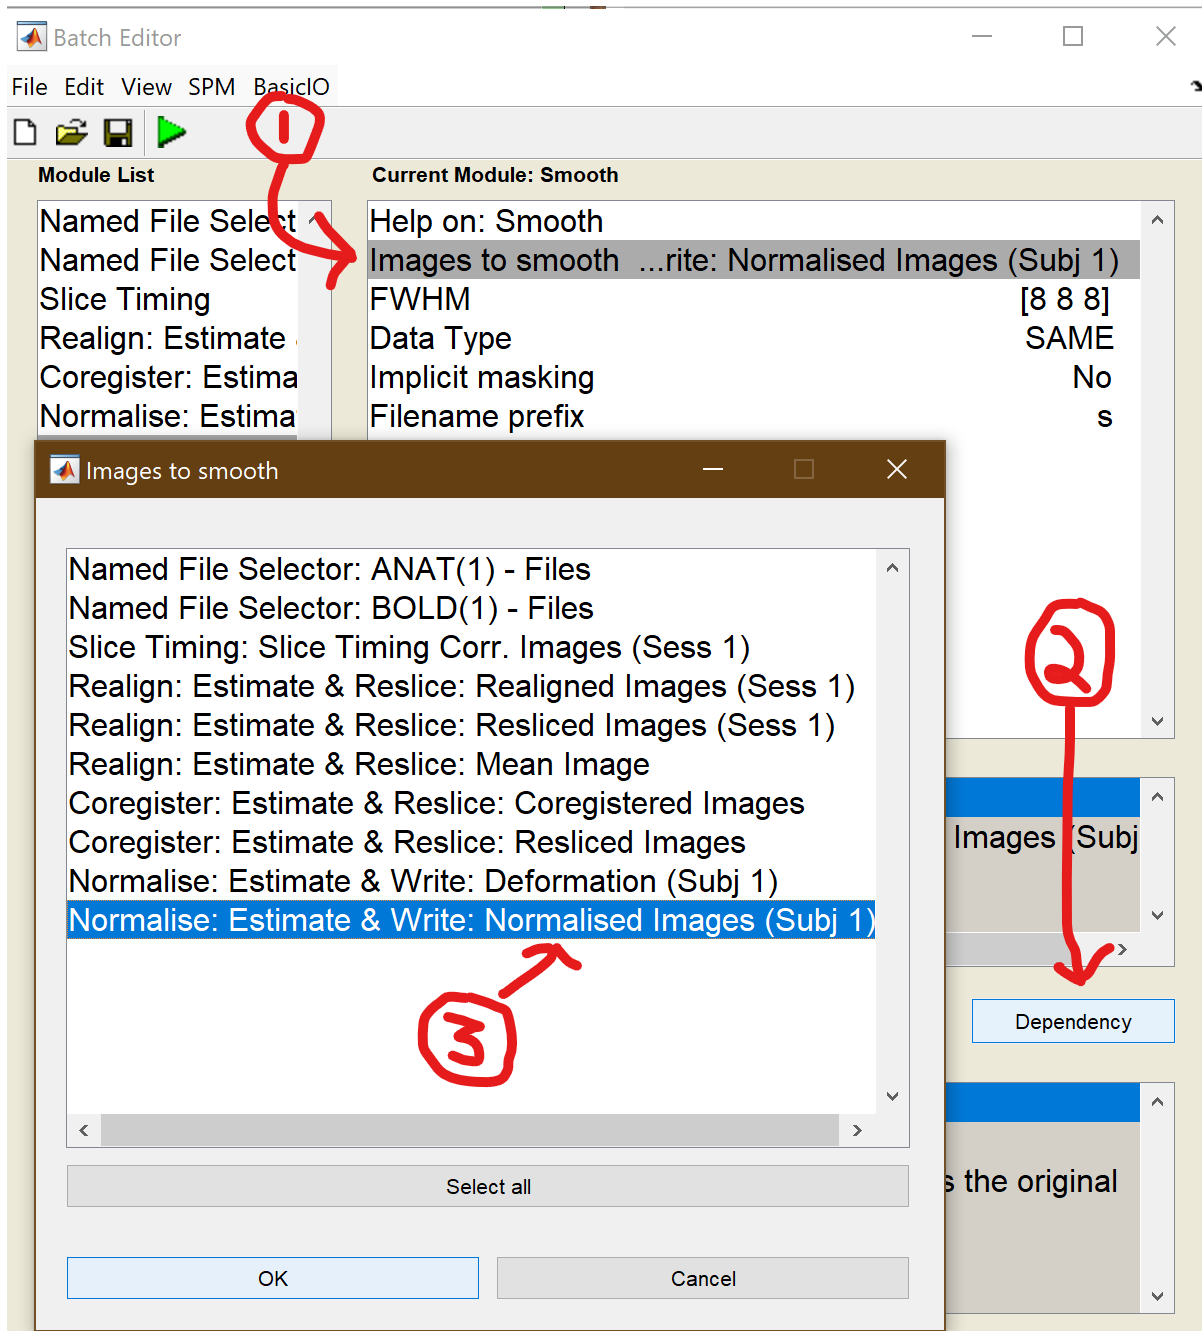 Batch Editor
File Edit View SPM BasicIO
1
Module List
Current Module: Smooth
Named File Select
Named File Select
Slice Timing
Realign: Estimate
Coregister: Estima
Normalise: Estima
Help on: Smooth
Images to smooth ...rite: Normalised Images (Subj 1)
FWHM [8 8 8]
Data Type SAME
Implicit masking No
Filename prefix s
Images to smooth
Named File Selector: ANAT(1) - Files
Named File Selector: BOLD(1) - Files
Slice Timing: Slice Timing Corr. Images (Sess 1)
Realign: Estimate & Reslice: Realigned Images (Sess 1)
Realign: Estimate & Reslice: Resliced Images (Sess 1)
Realign: Estimate & Reslice: Mean Image
Coregister: Estimate & Reslice: Coregistered Images
Coregister: Estimate & Reslice: Resliced Images
Normalise: Estimate & Write: Deformation (Subj 1)
Normalise: Estimate & Write: Normalised Images (Subj 1)
2
Images (Subj
3
Dependency
s the original
Select all
OK
Cancel